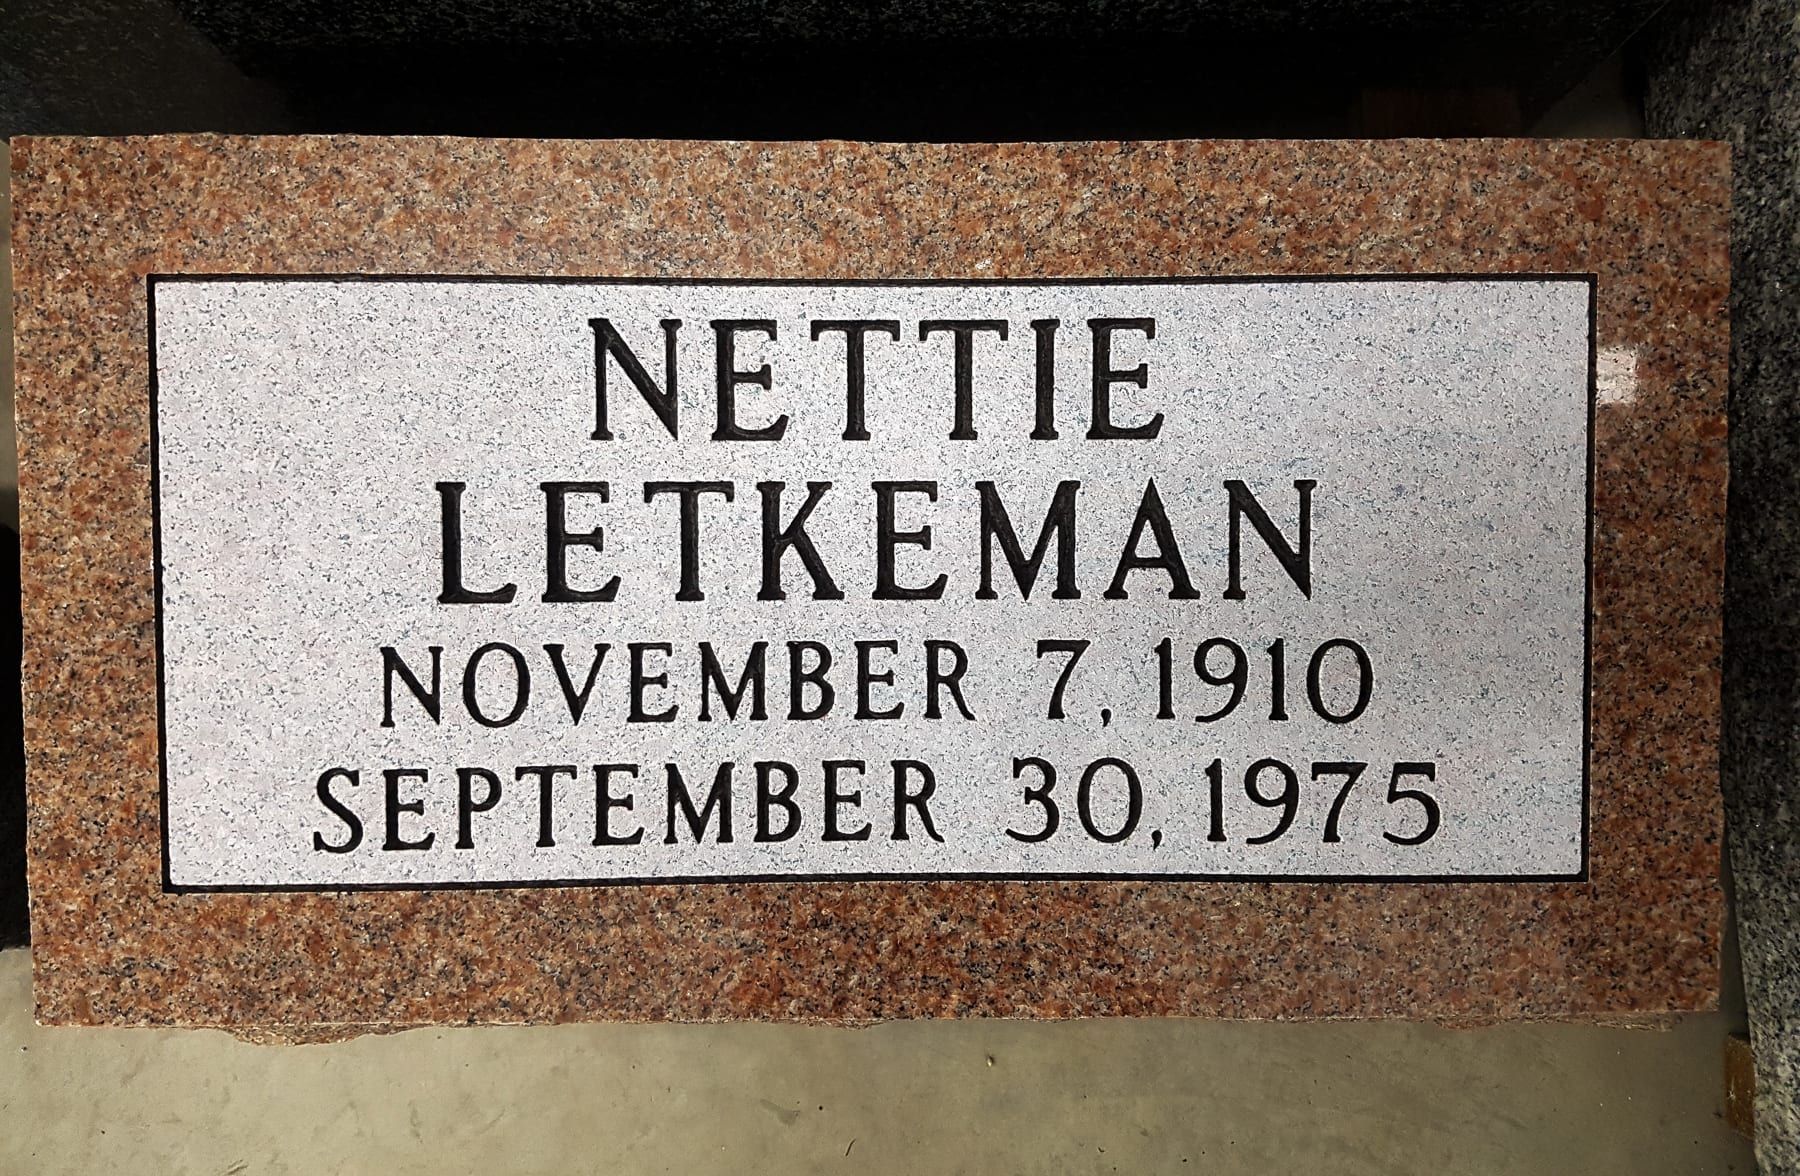 NETTIE
LETKEMAN
NOVEMBER 7, 1910
SEPTEMBER 30, 1975